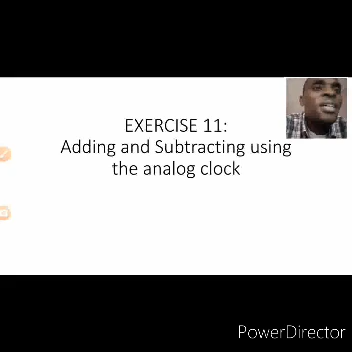 EXERCISE 11:
Adding and Subtracting using
the analog clock
PowerDirector